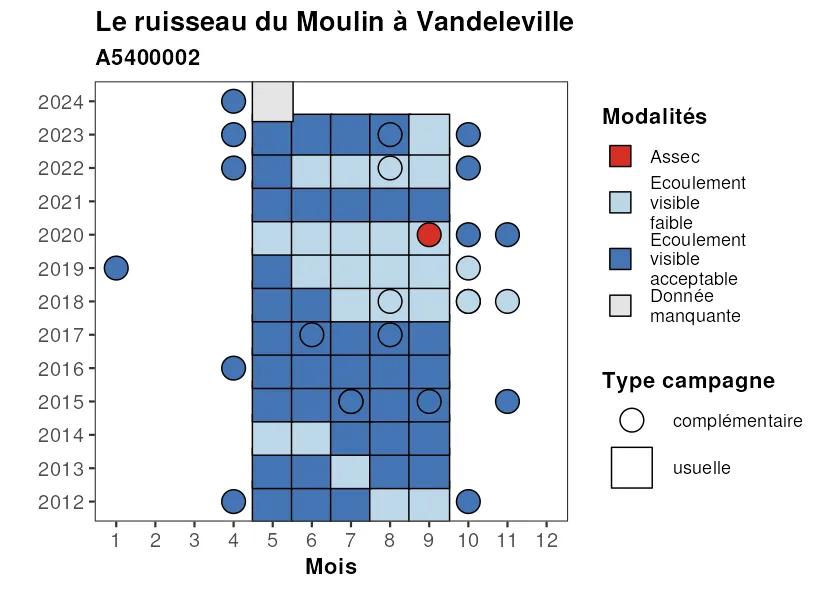 Le ruisseau du Moulin à Vandeleville
A5400002
2024
2023
2022
2021
2020
2019
2018
2017
2016
2015
2014
2013
2012
1 2 3 4 5 6 7 8 9 10 11 12
Mois
Modalités
Assec
Ecoulement
visible
faible
Ecoulement
visible
acceptable
Donnée
manquante
Type campagne
complémentaire
usuelle